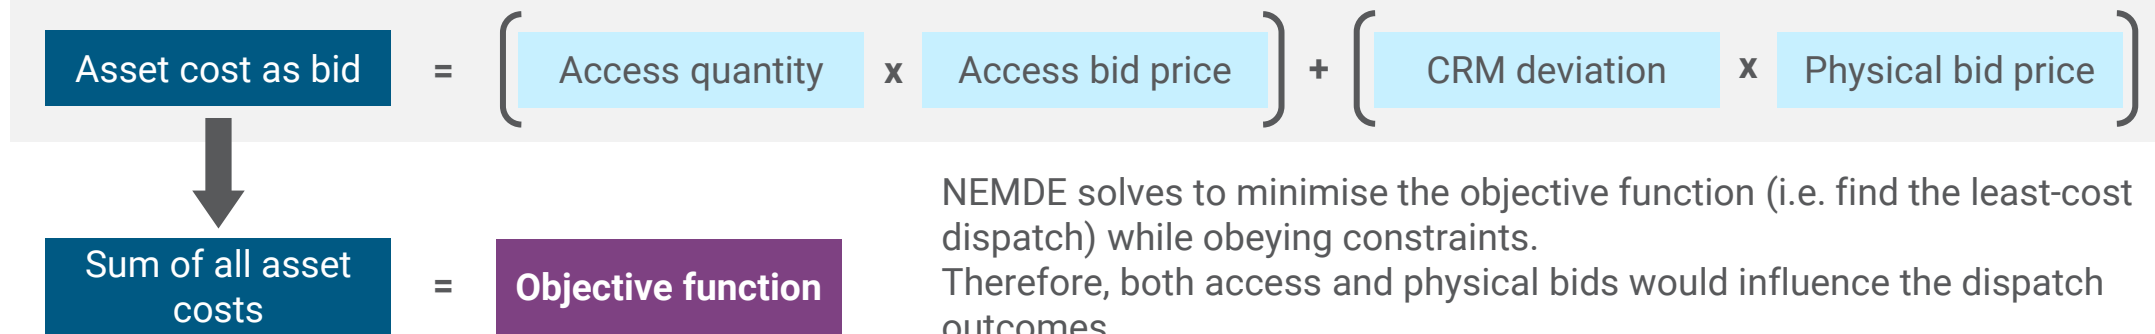 Asset cost as bid = ( Access quantity x Access bid price ) + ( CRM deviation x Physical bid price )
Sum of all asset
costs
= Objective function
NEMDE solves to minimise the objective function (i.e. find the least-cost
dispatch) while obeying constraints.
Therefore, both access and physical bids would influence the dispatch
outcomes